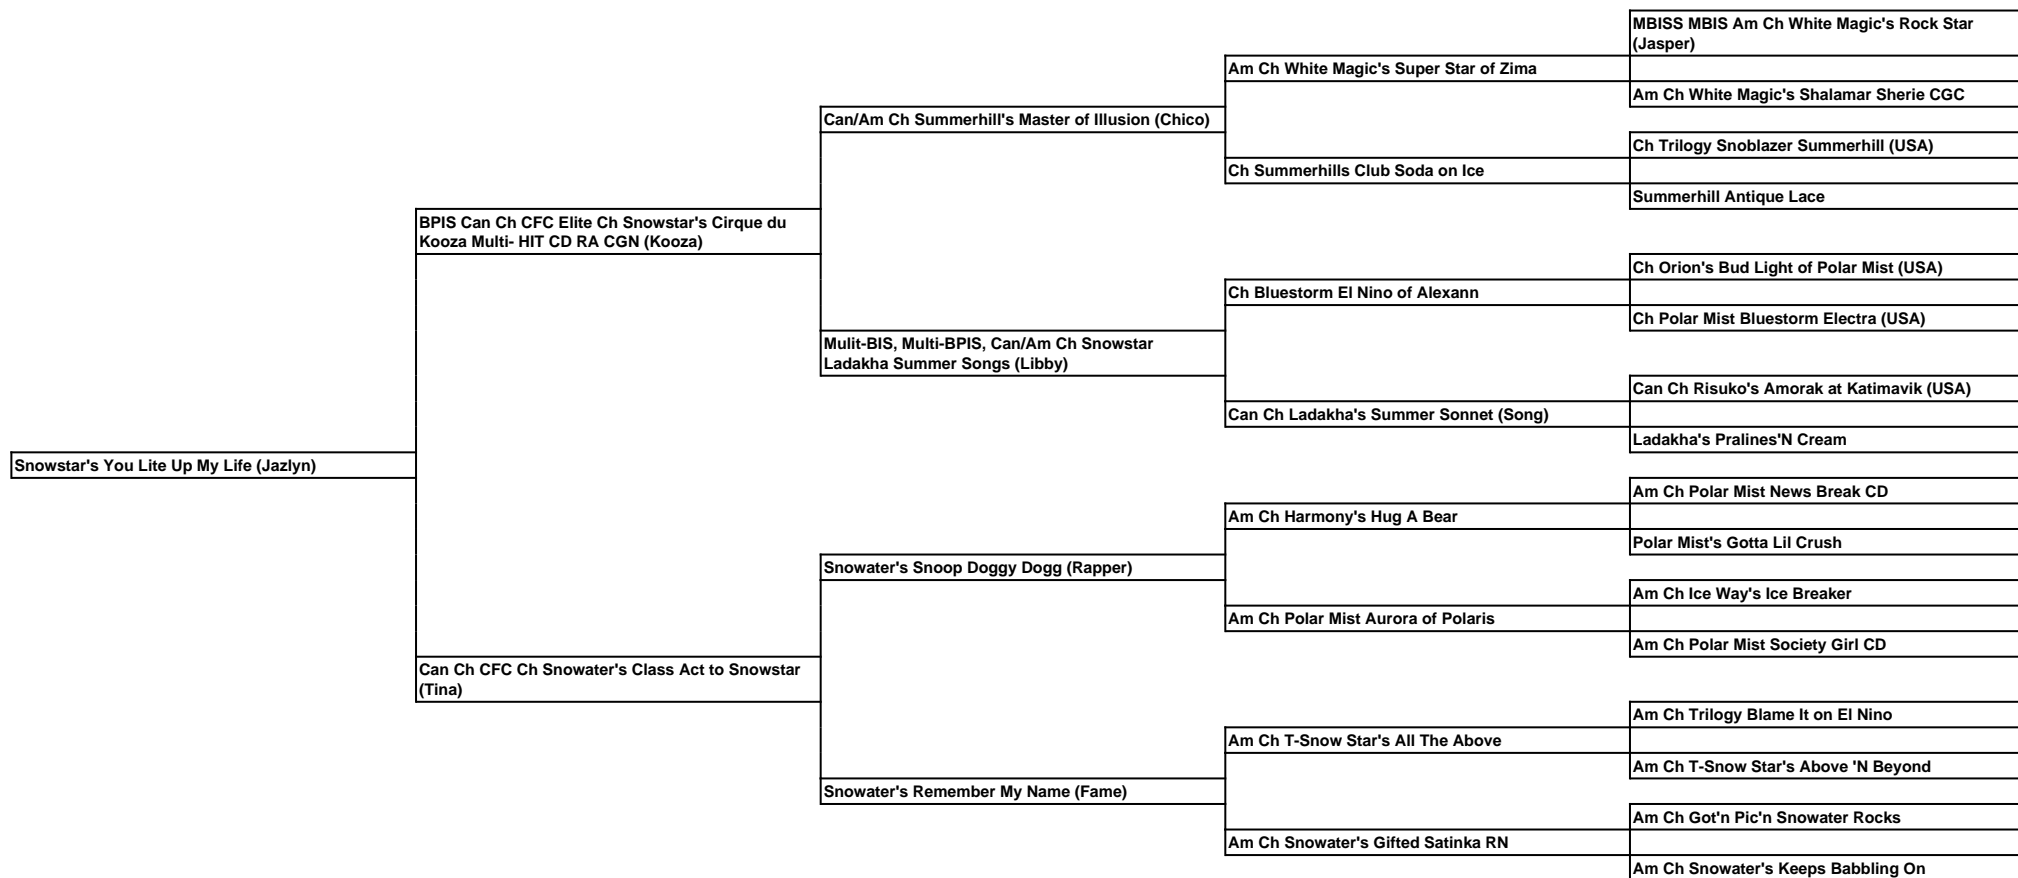 MBISS MBIS Am Ch White Magic's Rock Star
(Jasper)
Am Ch White Magic's Super Star of Zima
Am Ch White Magic's Shalamar Sherie CGC
Can/Am Ch Summerhill's Master of Illusion (Chico)
Ch Trilogy Snoblazer Summerhill (USA)
Ch Summerhills Club Soda on Ice
Summerhill Antique Lace
BPIS Can Ch CFC Elite Ch Snowstar's Cirque du
Kooza Multi- HIT CD RA CGN (Kooza)
Ch Orion's Bud Light of Polar Mist (USA)
Ch Bluestorm El Nino of Alexann
Ch Polar Mist Bluestorm Electra (USA)
Mulit-BIS, Multi-BPIS, Can/Am Ch Snowstar
Ladakha Summer Songs (Libby)
Can Ch Risuko's Amorak at Katimavik (USA)
Can Ch Ladakha's Summer Sonnet (Song)
Ladakha's Pralines'N Cream
Snowstar's You Lite Up My Life (Jazlyn)
Am Ch Polar Mist News Break CD
Am Ch Harmony's Hug A Bear
Polar Mist's Gotta Lil Crush
Snowater's Snoop Doggy Dogg (Rapper)
Am Ch Ice Way's Ice Breaker
Am Ch Polar Mist Aurora of Polaris
Am Ch Polar Mist Society Girl CD
Can Ch CFC Ch Snowater's Class Act to Snowstar
(Tina)
Am Ch Trilogy Blame It on El Nino
Am Ch T-Snow Star's All The Above
Am Ch T-Snow Star's Above 'N Beyond
Snowater's Remember My Name (Fame)
Am Ch Got'n Pic'n Snowater Rocks
Am Ch Snowater's Gifted Satinka RN
Am Ch Snowater's Keeps Babbling On